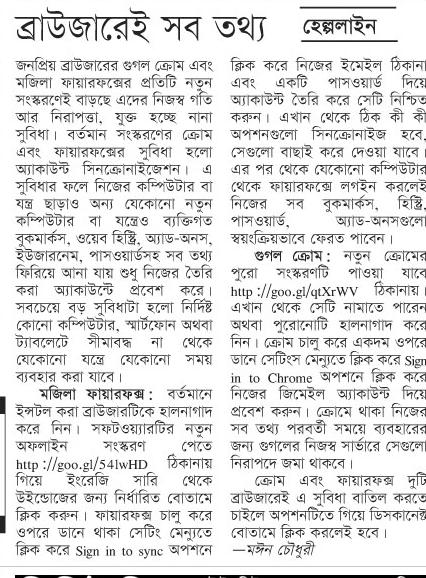 ব্রাউজারেই সব তথ্য
হেল্পলাইন
জনপ্রিয় ব্রাউজারের গুগল ক্রোম এবং
মজিলা ফায়ারফক্সের প্রতিটি নতুন
সংস্করণেই বাড়ছে এদের নিজস্ব গতি
আর নিরাপত্তা, যুক্ত হচ্ছে নানা
সুবিধা। বর্তমান সংস্করণের ক্রোম
এবং ফায়ারফক্সের সুবিধা হলো
অ্যাকাউন্ট সিনক্রোনাইজেশন। এ
সুবিধার ফলে নিজের কম্পিউটার বা
যন্ত্র ছাড়াও অন্য যেকোনো নতুন
কম্পিউটার বা যন্ত্রেও ব্যক্তিগত
বুকমার্কস, ওয়েব হিস্ট্রি, অ্যাড-অনস,
ইউজারনেম, পাসওয়ার্ডসহ সব তথ্য
ফিরিয়ে আনা যায় শুধু নিজের তৈরি
করা অ্যাকাউন্টে প্রবেশ করে।
সবচেয়ে বড় সুবিধাটা হলো নির্দিষ্ট
কোনো কম্পিউটার, স্মার্টফোন অথবা
ট্যাবলেটে সীমাবদ্ধ না থেকে
যেকোনো যন্ত্রে যেকোনো সময়
ব্যবহার করা যাবে।
মজিলা ফায়ারফক্স: বর্তমানে
ইন্সটল করা ব্রাউজারটিকে হালনাগাদ
করে নিন। সফটওয়্যারটির নতুন
অফলাইন সংস্করণ পেতে
http://goo.gl/54lwHD ঠিকানায়
গিয়ে ইংরেজি সারি থেকে
উইন্ডোজের জন্য নির্ধারিত বোতামে
ক্লিক করুন। ফায়ারফক্স চালু করে
ওপরে ডানে থাকা সেটিং মেন্যুতে
ক্লিক করে Sign in to sync অপশনে
ক্লিক করে নিজের ইমেইল ঠিকানা
এবং একটি পাসওয়ার্ড দিয়ে
অ্যাকাউন্ট তৈরি করে সেটি নিশ্চিত
করুন। এখান থেকে ঠিক কী কী
অপশনগুলো সিনক্রোনাইজ হবে,
সেগুলো বাছাই করে দেওয়া যাবে।
এর পর থেকে যেকোনো কম্পিউটার
থেকে ফায়ারফক্সে লগইন করলেই
নিজের সব বুকমার্কস, হিস্ট্রি,
পাসওয়ার্ড, অ্যাড-অনসগুলো
স্বয়ংক্রিয়ভাবে ফেরত পাবেন।
গুগল ক্রোম: নতুন ক্রোমের
পুরো সংস্করণটি পাওয়া যাবে
http://goo.gl/qtXrWV ঠিকানায়।
এখান থেকে সেটি নামাতে পারেন
অথবা পুরোনোটি হালনাগাদ করে
নিন। ক্রোম চালু করে একদম ওপরে
ডানে সেটিংস মেন্যুতে ক্লিক করে Sign
in to Chrome অপশনে ক্লিক করে
নিজের জিমেইল অ্যাকাউন্ট দিয়ে
প্রবেশ করুন। ক্রোমে থাকা নিজের
সব তথ্য পরবর্তী সময়ে ব্যবহারের
জন্য গুগলের নিজস্ব সার্ভারে সেগুলো
নিরাপদে জমা থাকবে।
ক্রোম এবং ফায়ারফক্স দুটি
ব্রাউজারেই এ সুবিধা বাতিল করতে
চাইলে অপশনটিতে গিয়ে ডিসকানেক্ট
বোতামে ক্লিক করলেই হবে।
—মঈন চৌধুরী